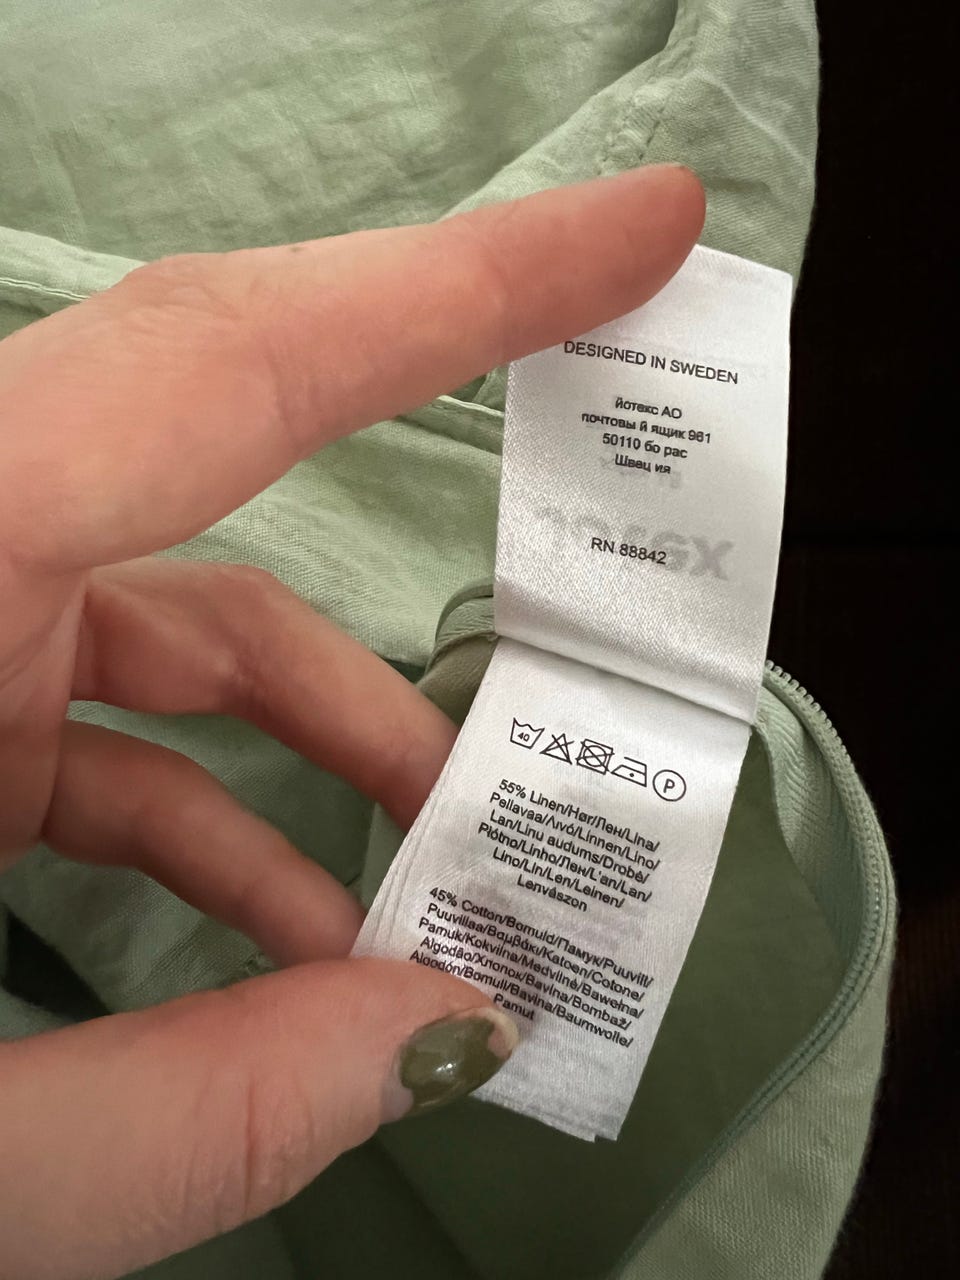 DESIGNED IN SWEDEN
йотекс АО
почтовы й ящик 961
50110 бо рас
Швец ия
RN 88842
40
P
55% Linen/Hør/Лен/Lina/
Pellavaa/Λινό/Linnen/Lino/
Lan/Linu audums/Drobė/
Płótno/Linho/Лен/L'an/Lan/
Lino/Lin/Len/Leinen/
Lenvászon
45% Cotton/Bomuld/Памук/Puuvill/
Puuvillaa/Βαμβάκι/Katoen/Cotone/
Pamuk/Kokvilna/Medvilnė/Bawełna/
Algodão/Хлопок/Bavlna/Bombaž/
Algodón/Bomull/Bavlna/Baumwolle/
Pamut